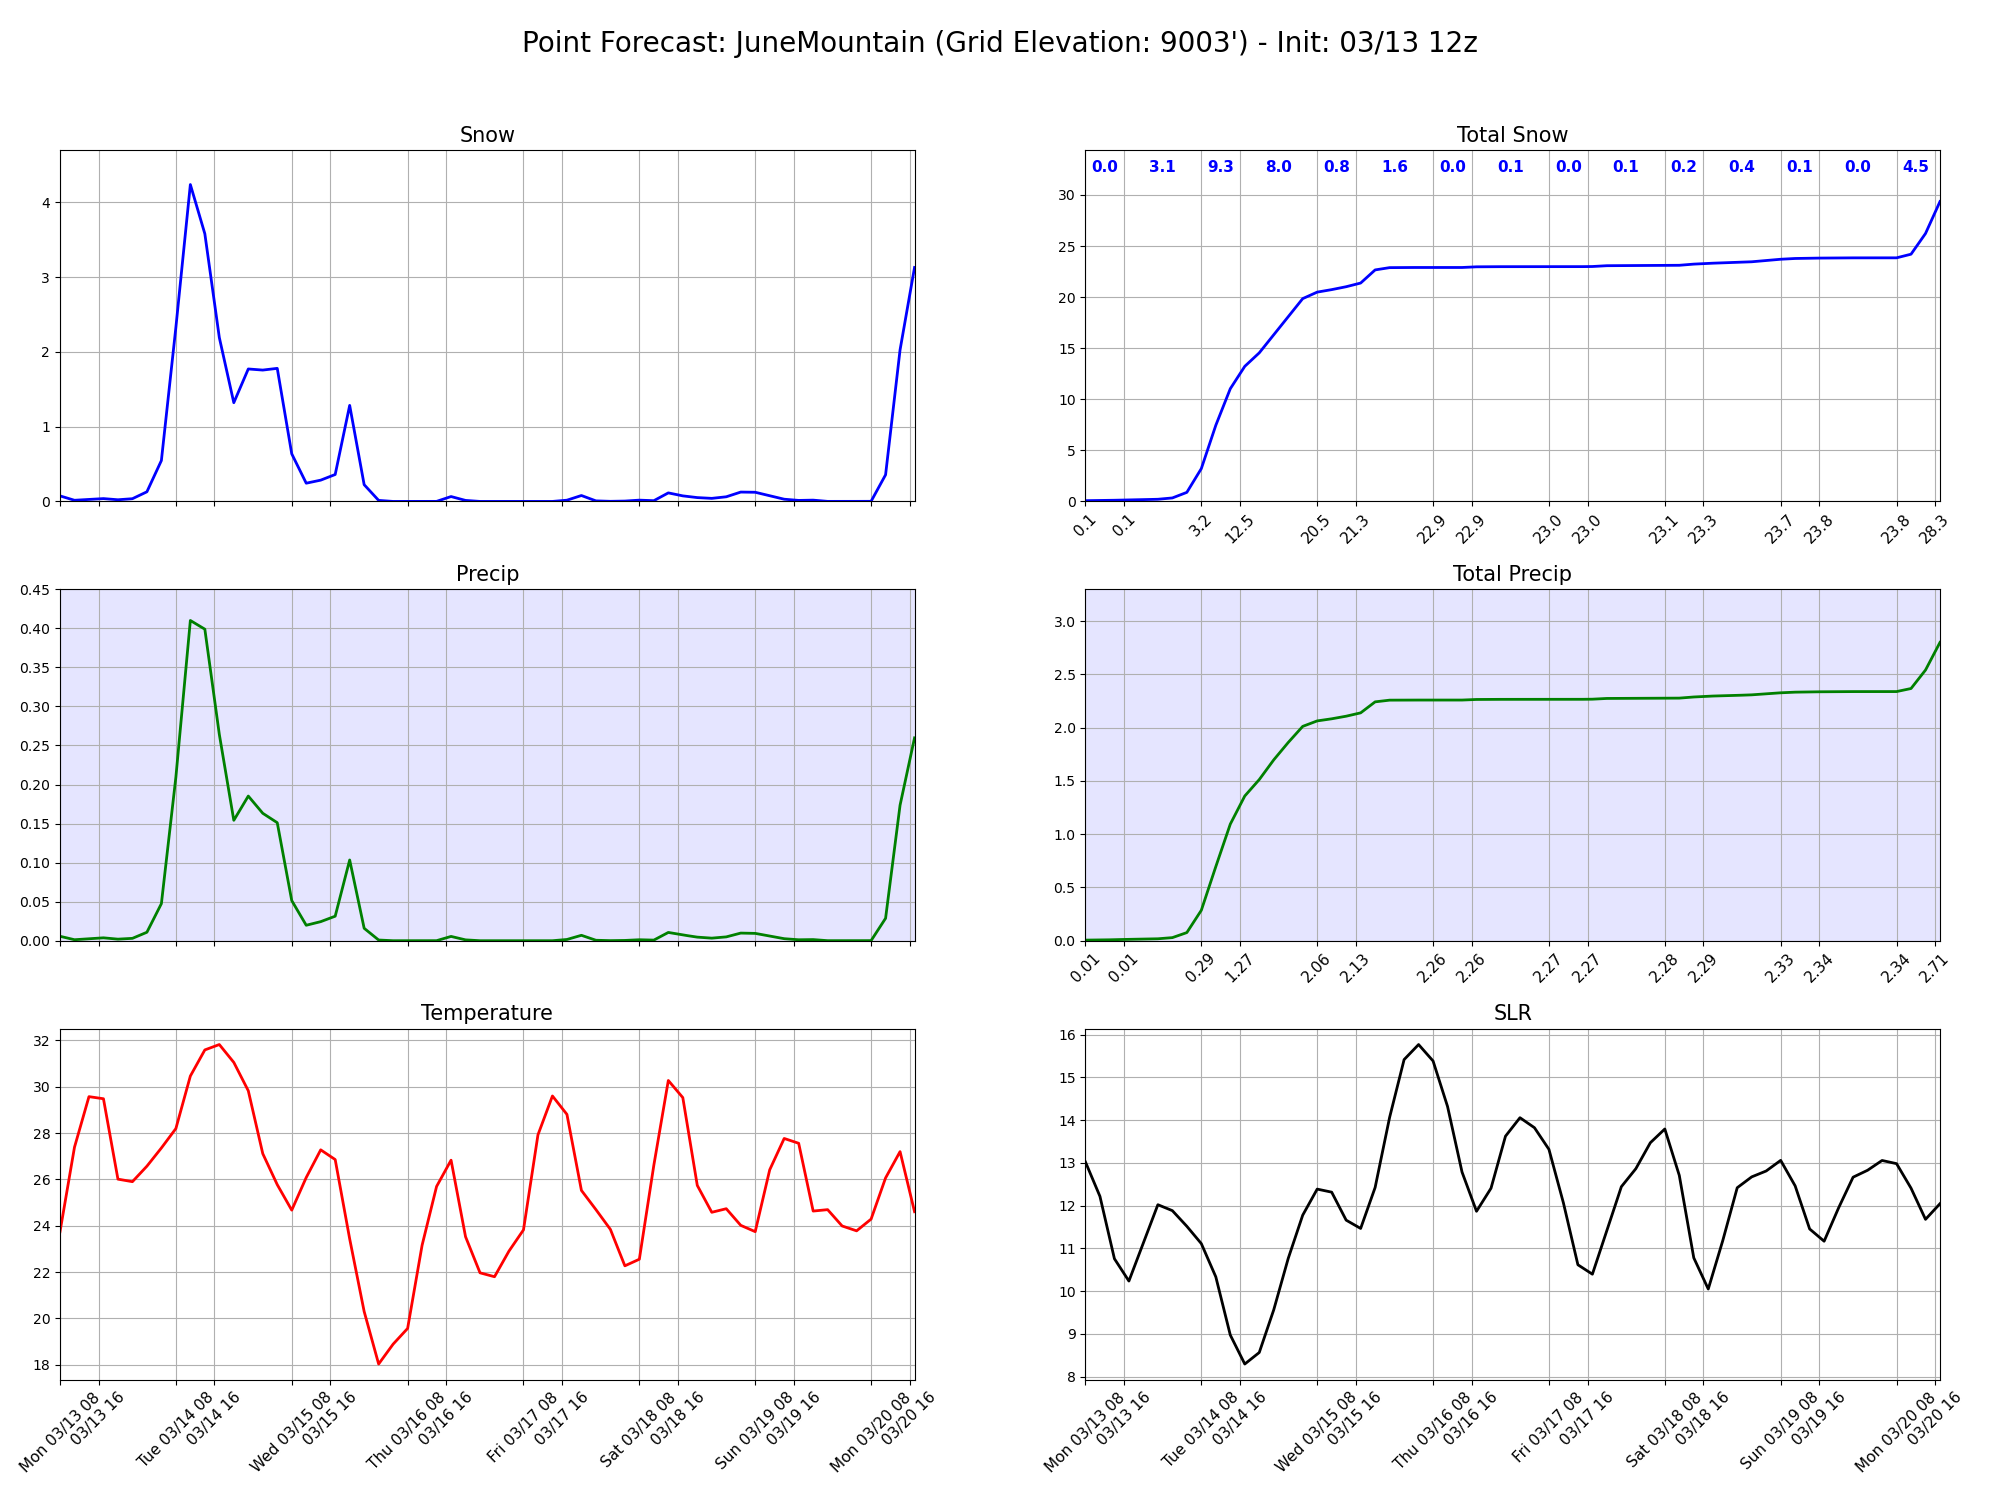 Point Forecast: JuneMountain (Grid Elevation: 9003') - Init: 03/13 12z
Snow
4
3
2
1
0
Total Snow
0.0 3.1 9.3 8.0 0.8 1.6 0.0 0.1 0.0 0.1 0.2 0.4 0.1 0.0 4.5
30
25
20
15
10
5
0
0.1 0.1 3.2 12.5 20.5 21.3 22.9 22.9 23.0 23.0 23.1 23.3 23.7 23.8 23.8 28.3
Precip
0.45
0.40
0.35
0.30
0.25
0.20
0.15
0.10
0.05
0.00
Total Precip
3.0
2.5
2.0
1.5
1.0
0.5
0.0
0.01 0.01 0.29 1.27 2.06 2.13 2.26 2.26 2.27 2.27 2.28 2.29 2.33 2.34 2.34 2.71
Temperature
32
30
28
26
24
22
20
18
Mon 03/13 08
03/13 16
Tue 03/14 08
03/14 16
Wed 03/15 08
03/15 16
Thu 03/16 08
03/16 16
Fri 03/17 08
03/17 16
Sat 03/18 08
03/18 16
Sun 03/19 08
03/19 16
Mon 03/20 08
03/20 16
SLR
16
15
14
13
12
11
10
9
8
Mon 03/13 08
03/13 16
Tue 03/14 08
03/14 16
Wed 03/15 08
03/15 16
Thu 03/16 08
03/16 16
Fri 03/17 08
03/17 16
Sat 03/18 08
03/18 16
Sun 03/19 08
03/19 16
Mon 03/20 08
03/20 16